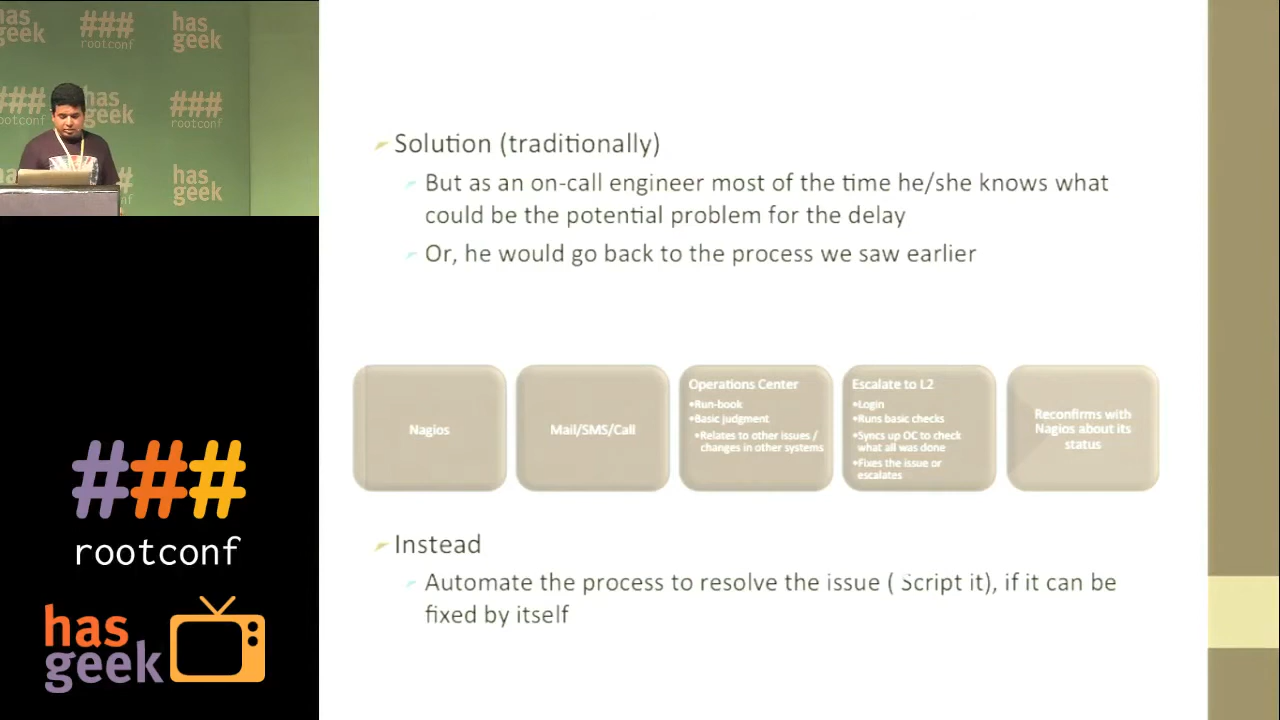 ###
rootconf
has
geek
###
rootconf
has
geek
###
rootconf
has
geek
Solution (traditionally)
But as an on-call engineer most of the time he/she knows what
could be the potential problem for the delay
Or, he would go back to the process we saw earlier
Nagios
Mail/SMS/Call
Operations Center
•Run-book
•Basic judgment
•Relates to other issues /
changes in other systems
Escalate to L2
•Login
•Runs basic checks
•Syncs up OC to check
what all was done
•Fixes the issue or
escalates
Reconfirms with
Nagios about its
status
Instead
Automate the process to resolve the issue ( Script it), if it can be
fixed by itself
###
rootconf
has
geek